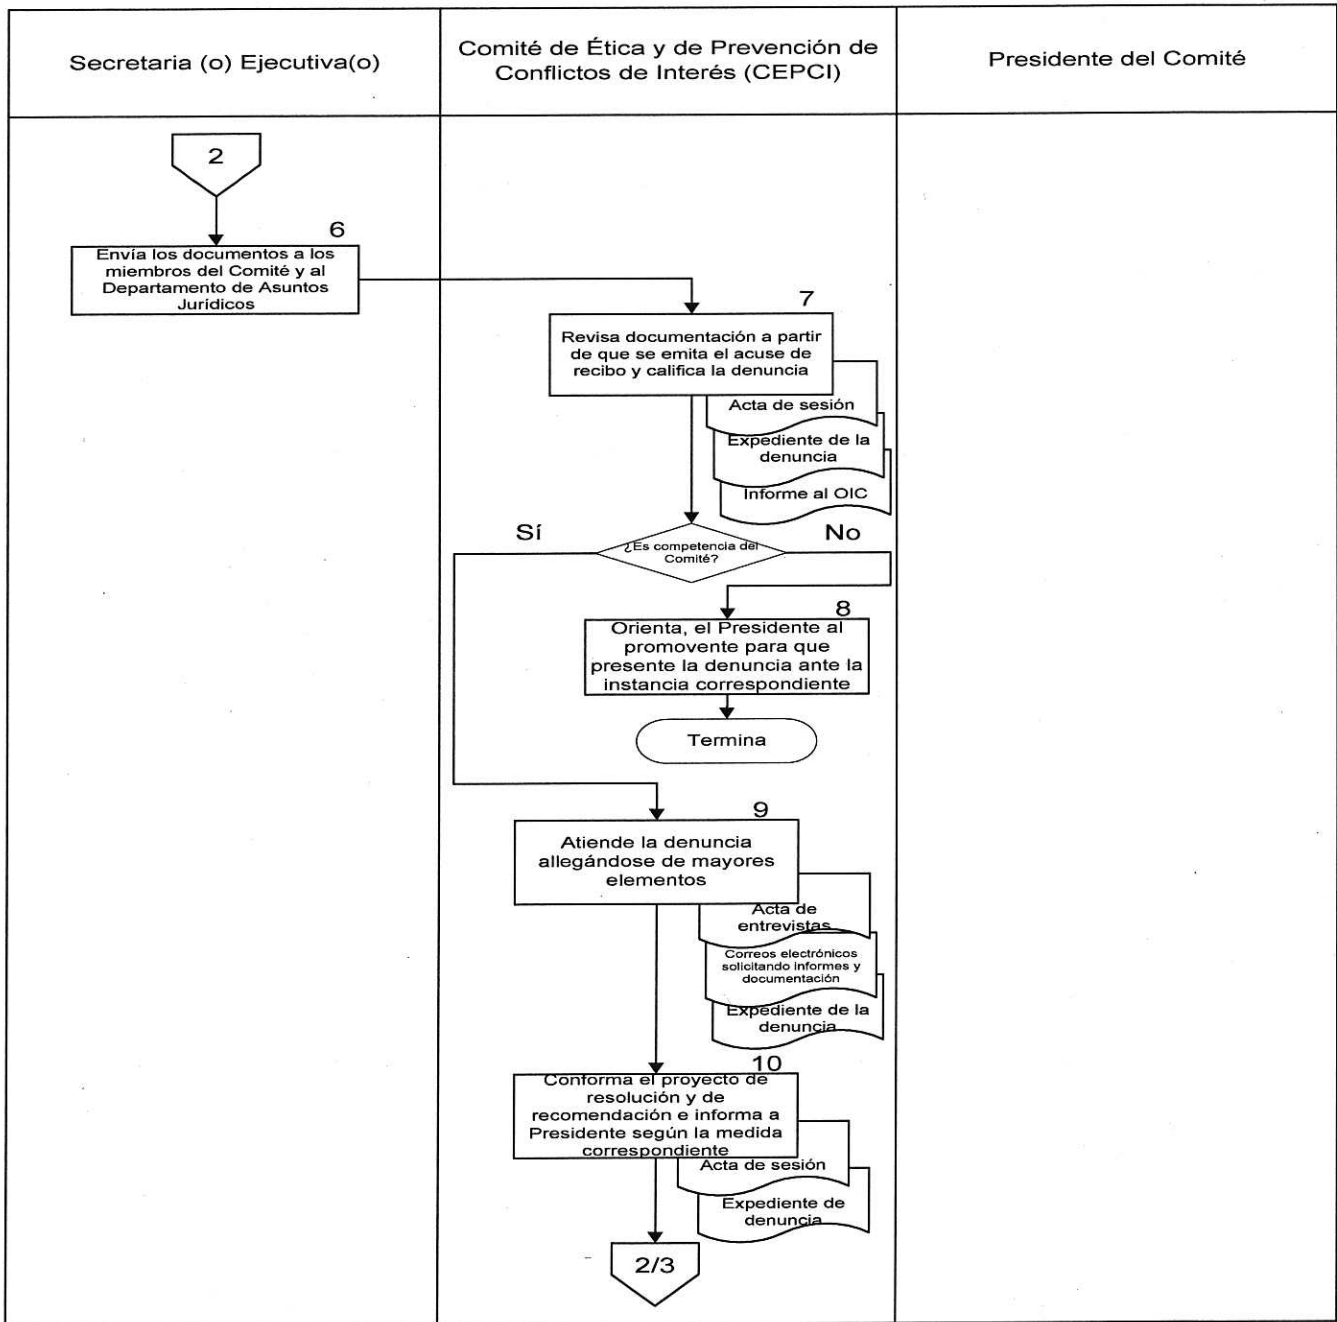 Secretaria (o) Ejecutiva(o)
Comité de Ética y de Prevención de
Conflictos de Interés (CEPCI)
Presidente del Comité
2
6
Envía los documentos a los
miembros del Comité y al
Departamento de Asuntos
Jurídicos
7
Revisa documentación a partir
de que se emita el acuse de
recibo y califica la denuncia
Acta de sesión
Expediente de la
denuncia
Informe al OIC
Sí
¿Es competencia del
Comité?
No
8
Orienta, el Presidente al
promovente para que
presente la denuncia ante la
instancia correspondiente
Termina
9
Atiende la denuncia
allegándose de mayores
elementos
Acta de
entrevistas
Correos electrónicos
solicitando informes y
documentación
Expediente de la
denuncia
10
Conforma el proyecto de
resolución y de
recomendación e informa a
Presidente según la medida
correspondiente
Acta de sesión
Expediente de
denuncia
2/3